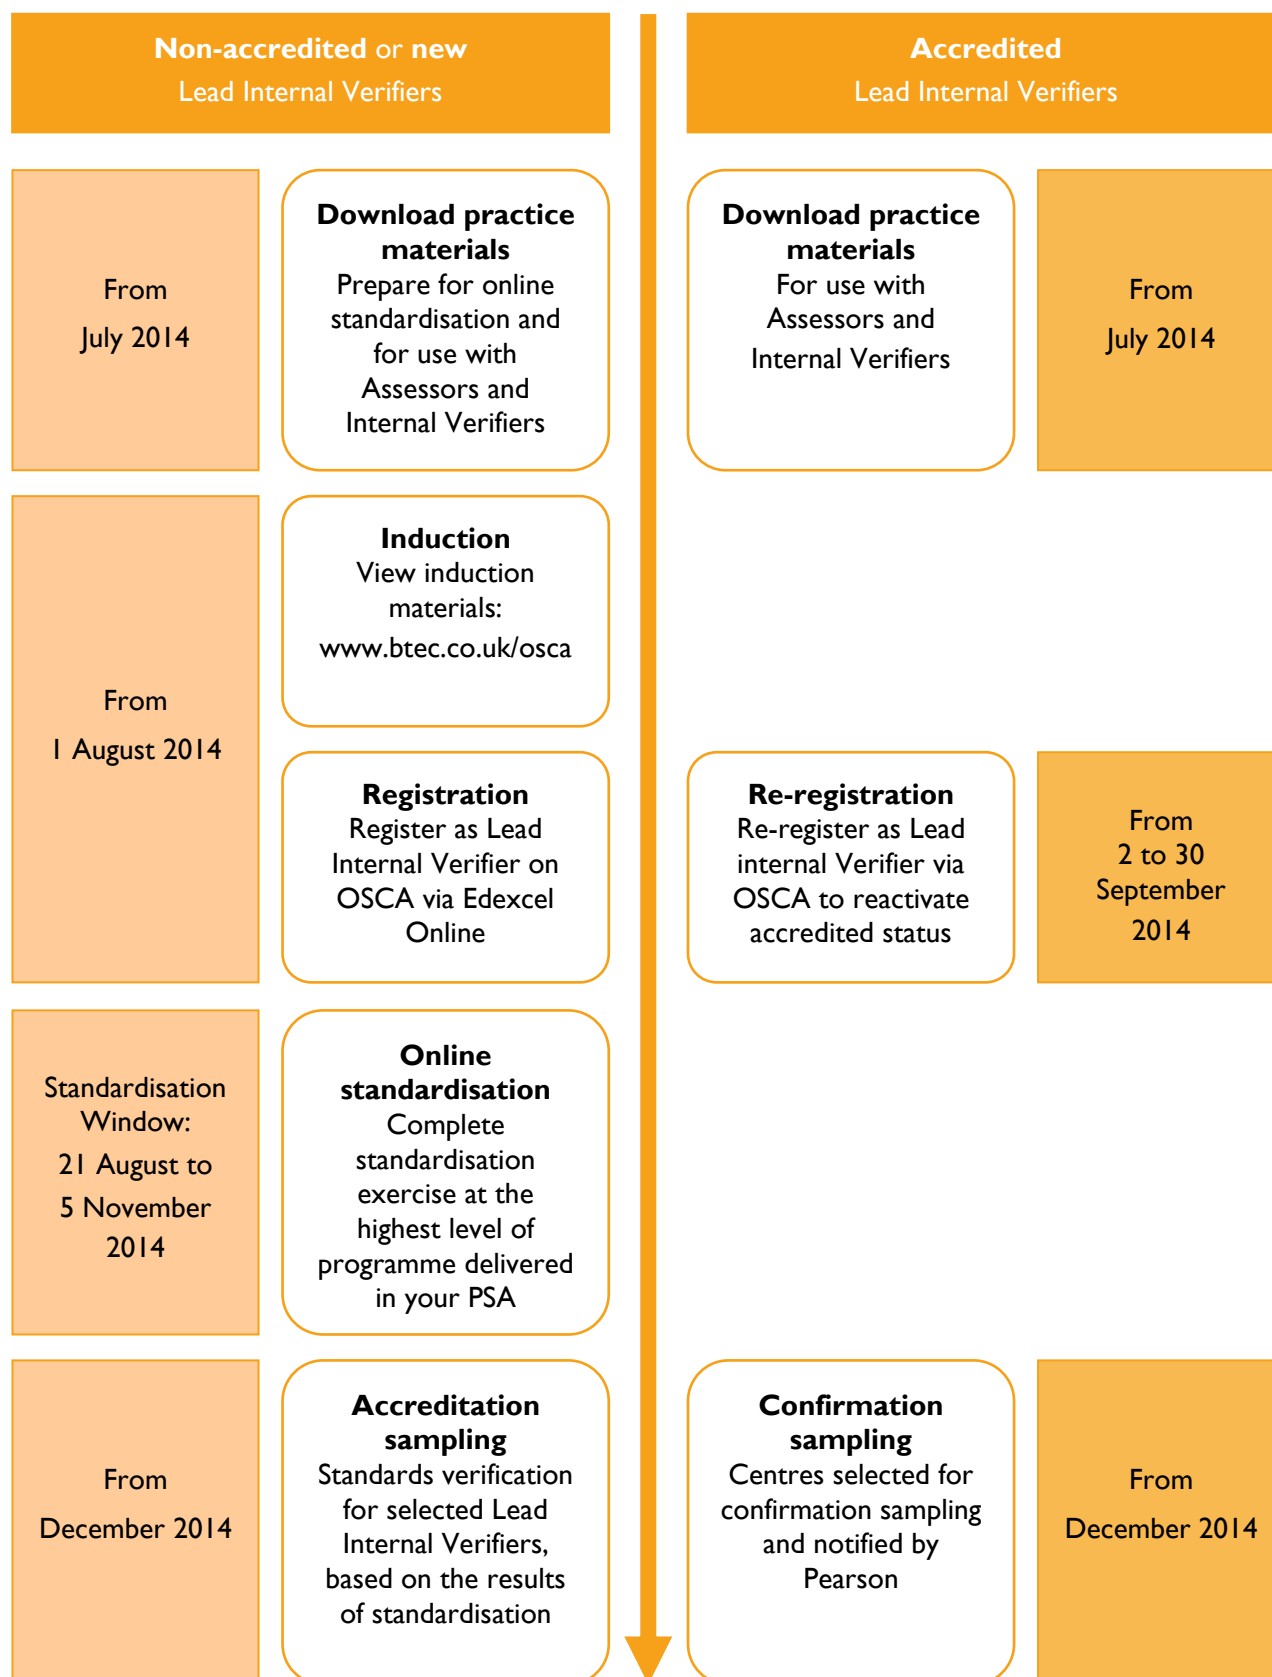 Non-accredited or new
Lead Internal Verifiers
Accredited
Lead Internal Verifiers
From
July 2014
Download practice
materials
Prepare for online
standardisation and
for use with
Assessors and
Internal Verifiers
Download practice
materials
For use with
Assessors and
Internal Verifiers
From
July 2014
From
1 August 2014
Induction
View induction
materials:
www.btec.co.uk/osca
Registration
Register as Lead
Internal Verifier on
OSCA via Edexcel
Online
Re-registration
Re-register as Lead
internal Verifier via
OSCA to reactivate
accredited status
From
2 to 30
September
2014
Standardisation
Window:
21 August to
5 November
2014
Online
standardisation
Complete
standardisation
exercise at the
highest level of
programme delivered
in your PSA
From
December 2014
Accreditation
sampling
Standards verification
for selected Lead
Internal Verifiers,
based on the results
of standardisation
Confirmation
sampling
Centres selected for
confirmation sampling
and notified by
Pearson
From
December 2014